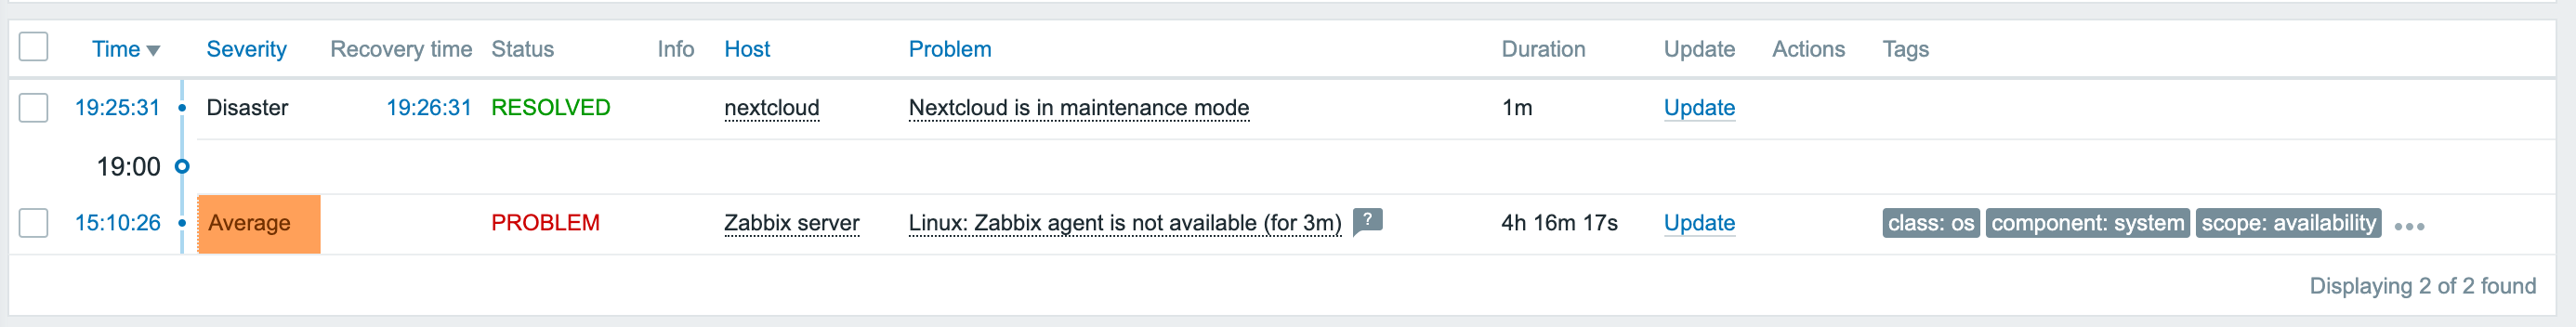 Time ▼ Severity Recovery time Status Info Host Problem Duration Update Actions Tags
19:25:31 Disaster 19:26:31 RESOLVED nextcloud Nextcloud is in maintenance mode 1m Update
19:00
15:10:26 Average PROBLEM Zabbix server Linux: Zabbix agent is not available (for 3m) ? 4h 16m 17s Update class: os component: system scope: availability •••
Displaying 2 of 2 found